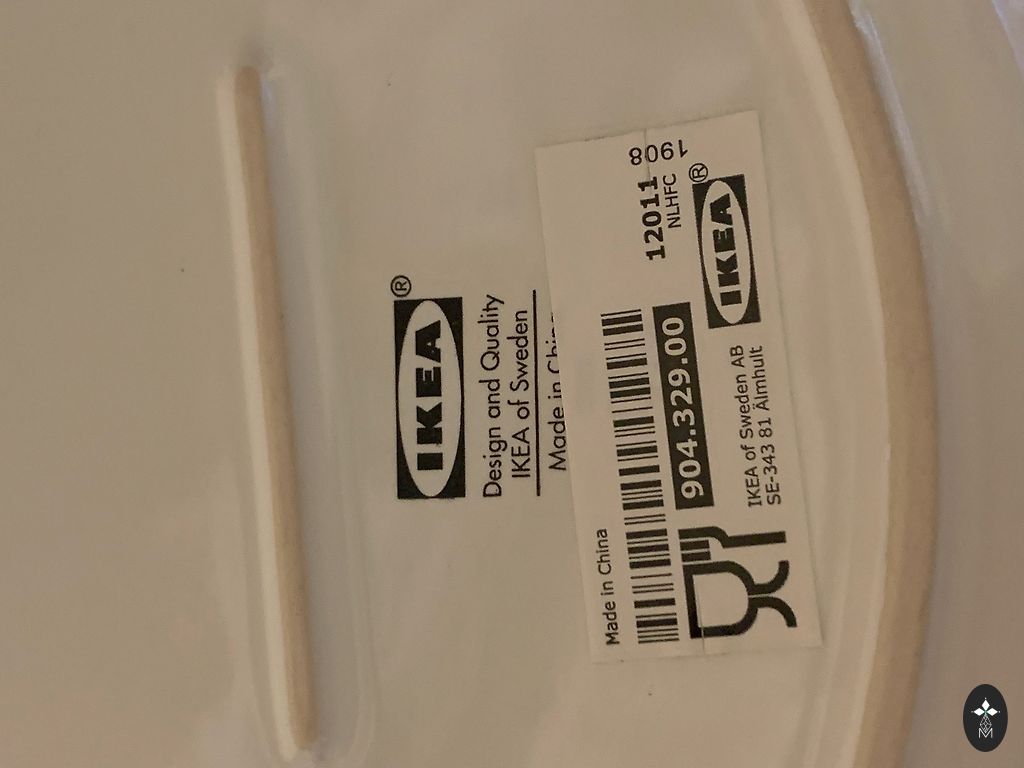 IKEA®
Design and Quality
IKEA of Sweden
Made in China
Made in China
904.329.00
12011
NLHFC
1908
IKEA of Sweden AB
SE-343 81 Älmhult
IKEA®
M